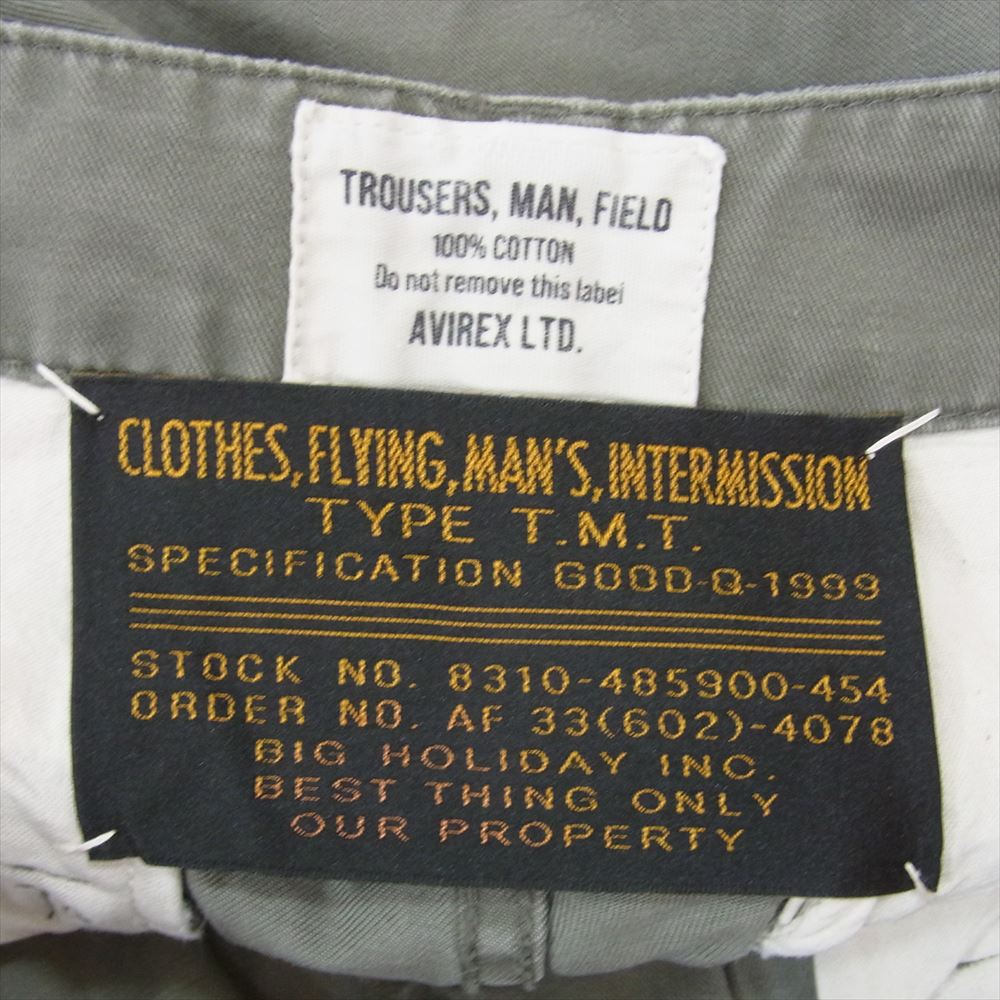 TROUSERS, MAN, FIELD
100% COTTON
Do not remove this label
AVIREX LTD.
CLOTHES, FLYING, MAN'S, INTERMISSION
TYPE T.M.T.
SPECIFICATION GOOD-Q-1999
STOCK NO. 8310-485900-454
ORDER NO. AF 33(602)-4078
BIG HOLIDAY INC.
BEST THING ONLY
OUR PROPERTY